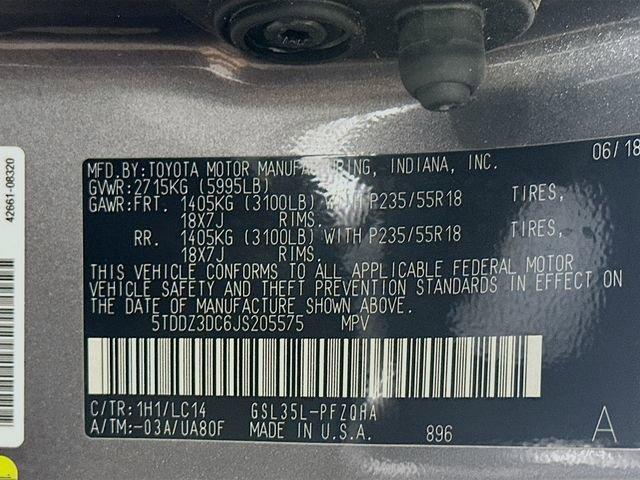 42661-08320
MFD.BY:TOYOTA MOTOR MANUFACTURING, INDIANA, INC. 06/18
GVWR:2715KG (5995LB)
GAWR:FRT. 1405KG (3100LB) WITH P235/55R18 TIRES,
18X7J RIMS.
RR. 1405KG (3100LB) WITH P235/55R18 TIRES,
18X7J RIMS.
THIS VEHICLE CONFORMS TO ALL APPLICABLE FEDERAL MOTOR
VEHICLE SAFETY AND THEFT PREVENTION STANDARDS IN EFFECT ON
THE DATE OF MANUFACTURE SHOWN ABOVE.
5TDDZ3DC6JS205575 MPV
C/TR:1H1/LC14 GSL35L-PFZQHA
A/TM:-03A/UA80F MADE IN U.S.A. 896 A